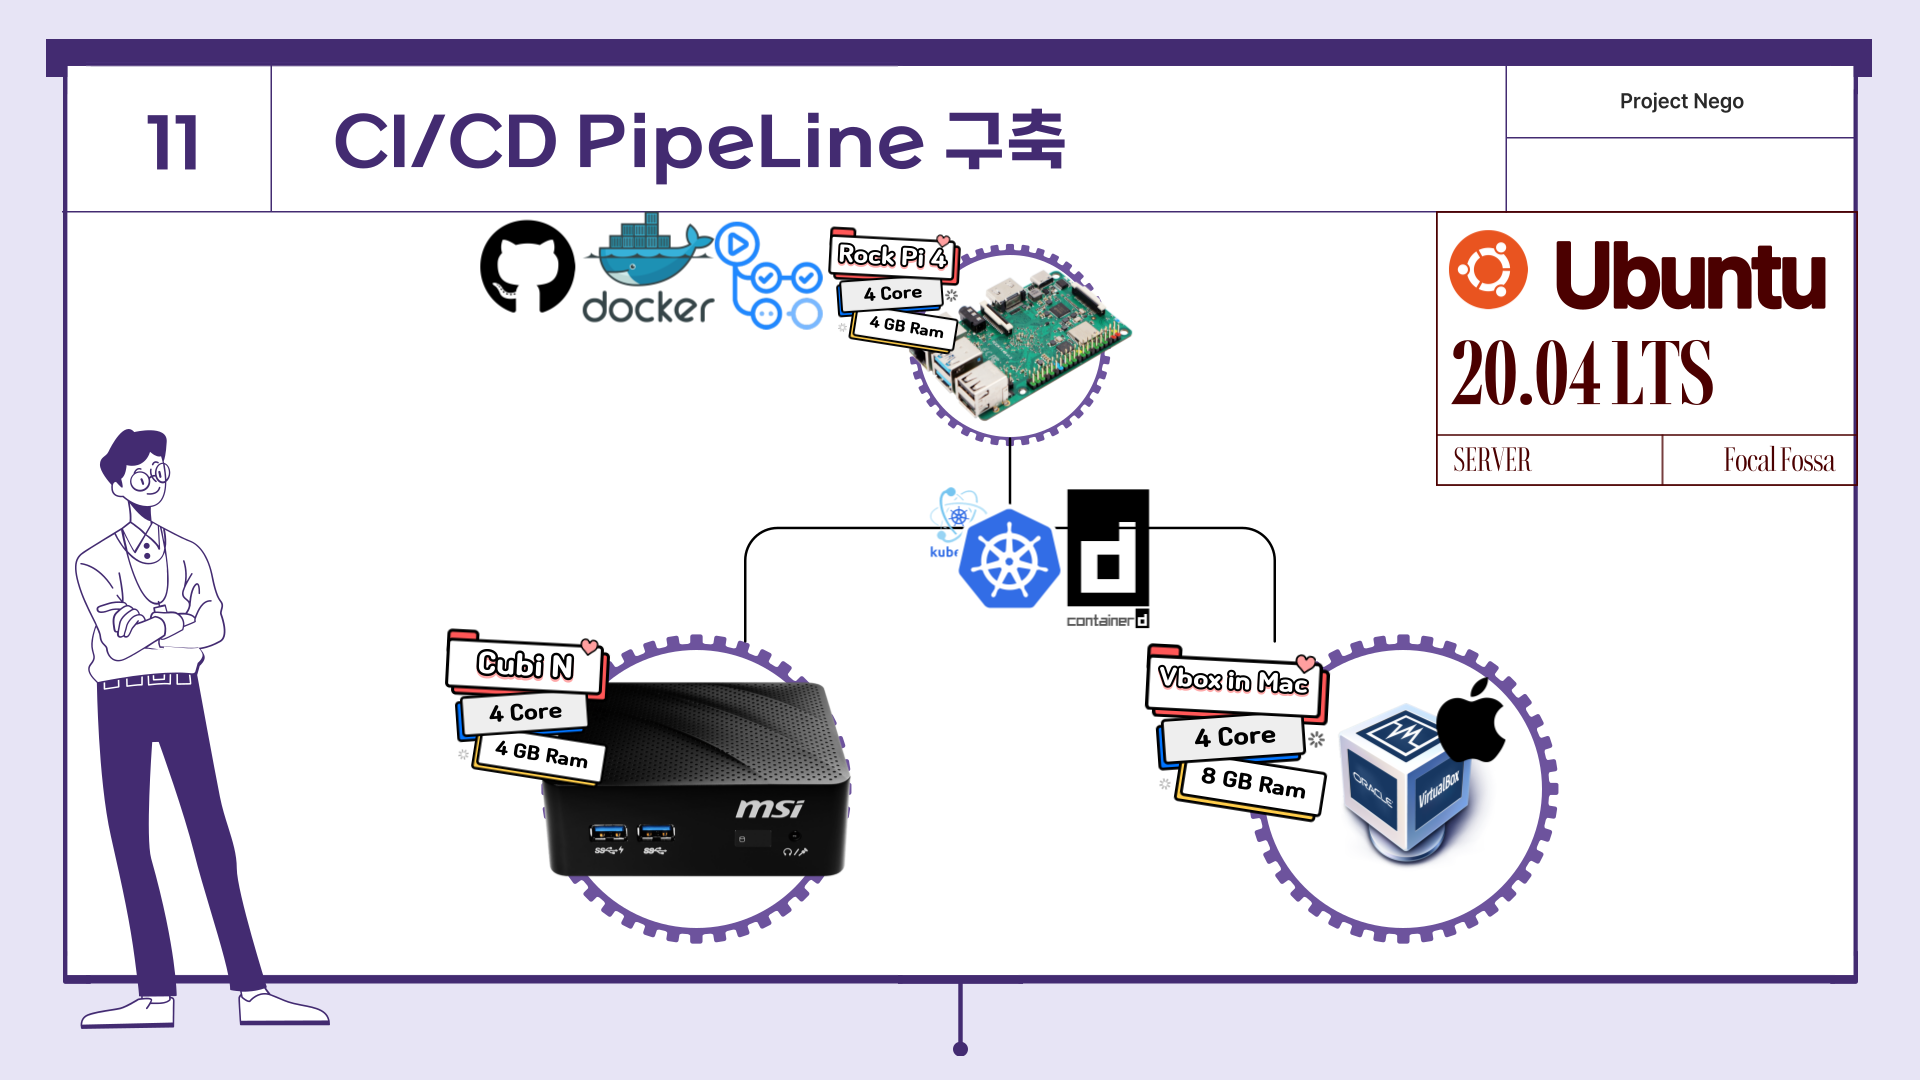 11
CI/CD PipeLine 구축
Project Nego
docker
Rock Pi 4
4 Core
4 GB Ram
Ubuntu
20.04 LTS
SERVER
Focal Fossa
kube
containerd
Cubi N
4 Core
4 GB Ram
msi
Vbox in Mac
4 Core
8 GB Ram
ORACLE
VirtualBox